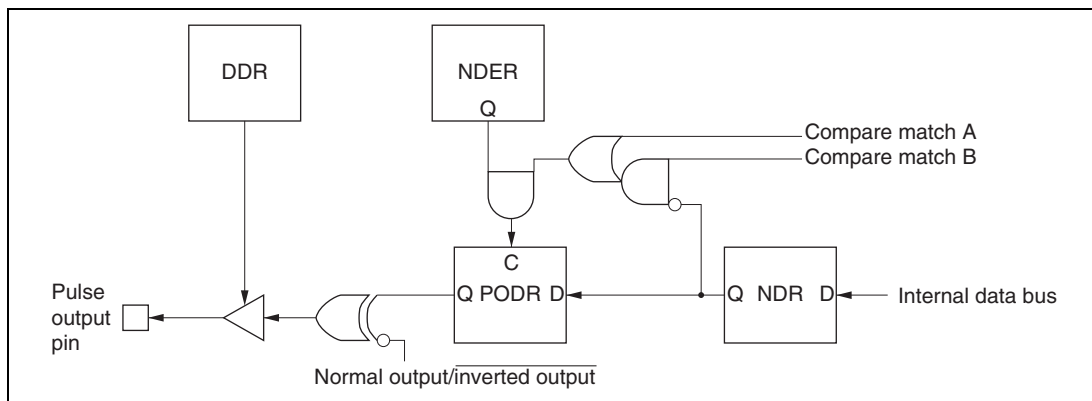 DDR
NDER
Q
Compare match A
Compare match B
C
Q PODR D
Q NDR D
Internal data bus
Pulse
output
pin
Normal output/inverted output